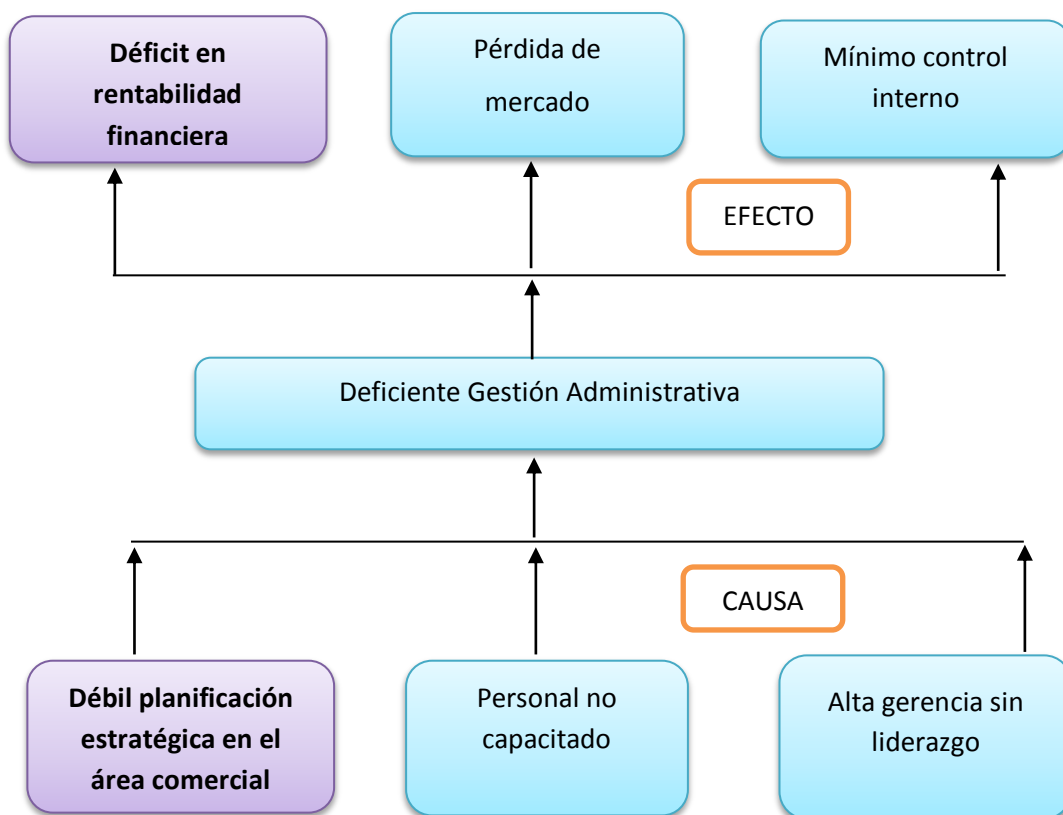 Déficit en
rentabilidad
financiera
Pérdida de
mercado
Mínimo control
interno
EFECTO
Deficiente Gestión Administrativa
CAUSA
Débil planificación
estratégica en el
área comercial
Personal no
capacitado
Alta gerencia sin
liderazgo